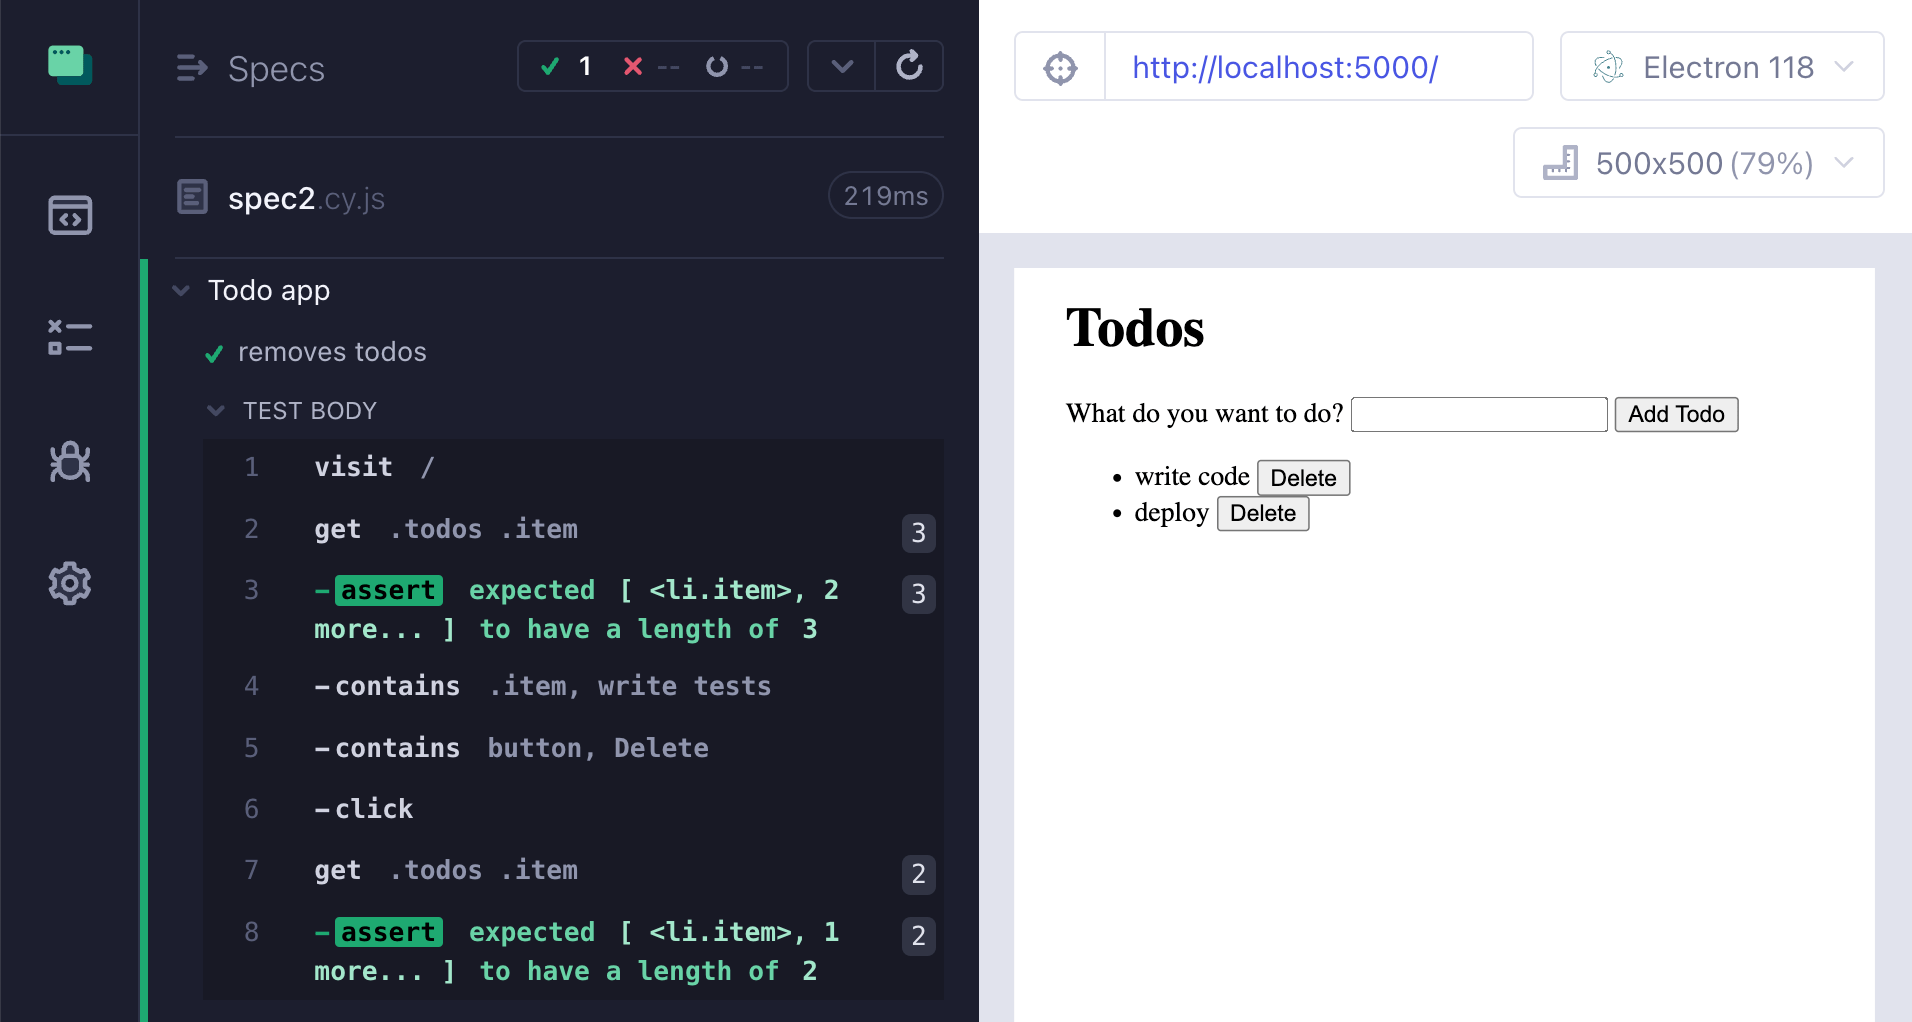 Specs
1 -- --
spec2.cy.js
219ms
Todo app
removes todos
TEST BODY
1 visit /
2 get .todos .item 3
3 -assert expected [ <li.item>, 2 3
more... ] to have a length of 3
4 -contains .item, write tests
5 -contains button, Delete
6 -click
7 get .todos .item 2
8 -assert expected [ <li.item>, 1 2
more... ] to have a length of 2
http://localhost:5000/
Electron 118
500x500 (79%)
Todos
What do you want to do? Add Todo
• write code Delete
• deploy Delete